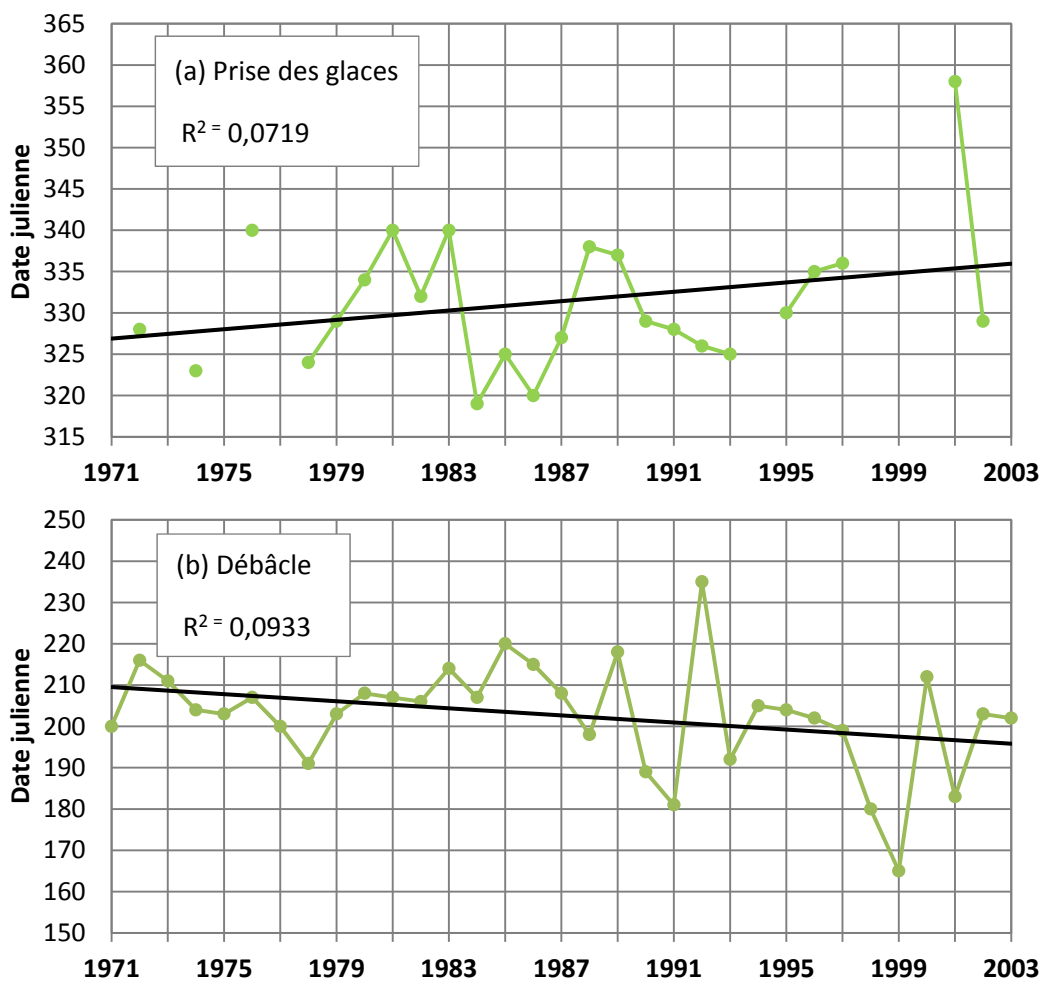 365
360
355
350
345
340
335
330
325
320
315
Date julienne
(a) Prise des glaces
R² = 0,0719
1971 1975 1979 1983 1987 1991 1995 1999 2003
250
240
230
220
210
200
190
180
170
160
150
Date julienne
(b) Débâcle
R² = 0,0933
1971 1975 1979 1983 1987 1991 1995 1999 2003